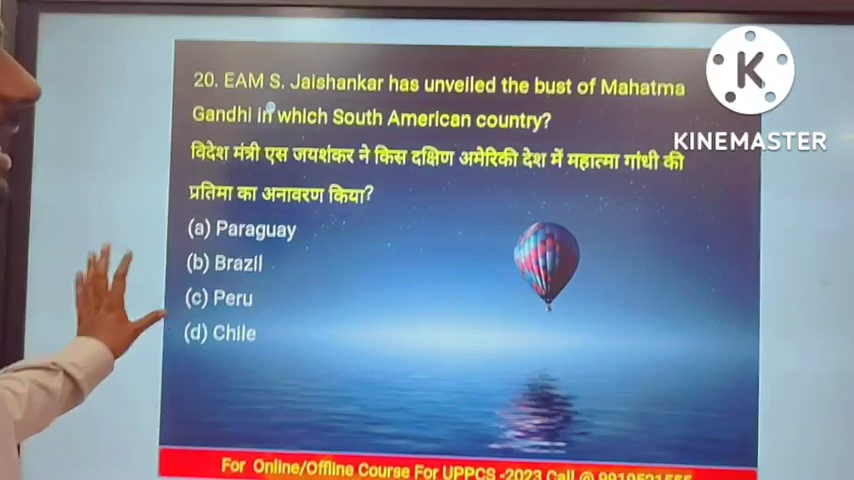 20. EAM S. Jaishankar has unveiled the bust of Mahatma
Gandhi in which South American country?
विदेश मंत्री एस जयशंकर ने किस दक्षिण अमेरिकी देश में महात्मा गांधी की
प्रतिमा का अनावरण किया?
(a) Paraguay
(b) Brazil
(c) Peru
(d) Chile
For Online/Offline Course For UPPCS -2023 Call @
K
KINEMASTER